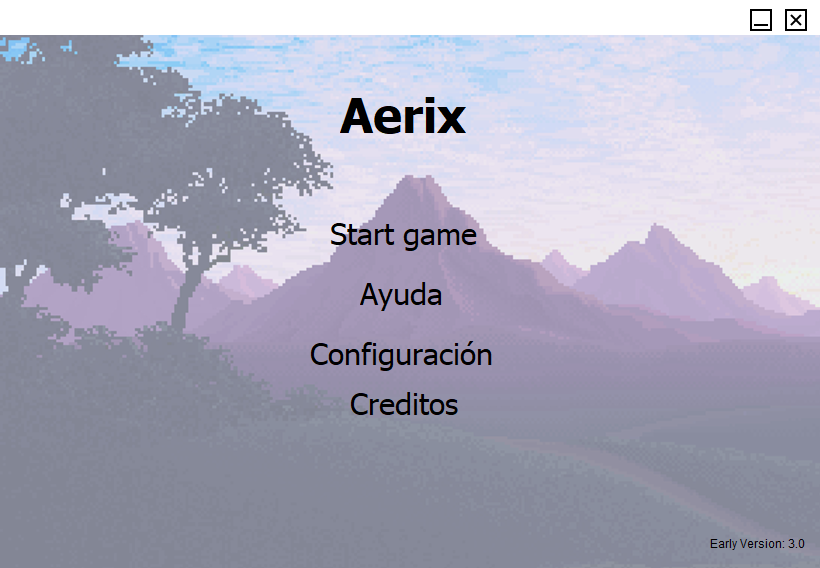 Aerix
Start game
Ayuda
Configuración
Creditos
Early Version: 3.0